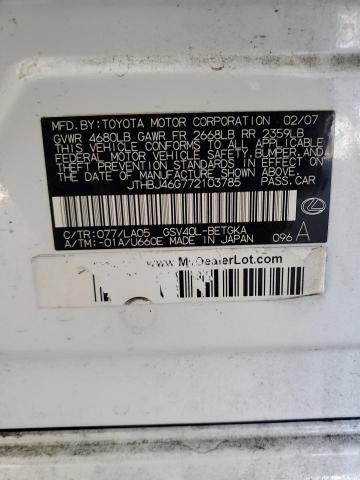 MFD.BY:TOYOTA MOTOR CORPORATION 02/07
GVWR 4680LB GAWR FR 2668LB RR 2359LB
THIS VEHICLE CONFORMS TO ALL APPLICABLE
FEDERAL MOTOR VEHICLE SAFETY, BUMPER, AND
THEFT PREVENTION STANDARDS IN EFFECT ON
THE DATE OF MANUFACTURE SHOWN ABOVE.
JTHBJ46G772103785 PASS.CAR
C/TR:077/LA05 GSV40L-BETGKA
A/TM:-01A/U660E MADE IN JAPAN 096 A
www.MyDealerLot.com